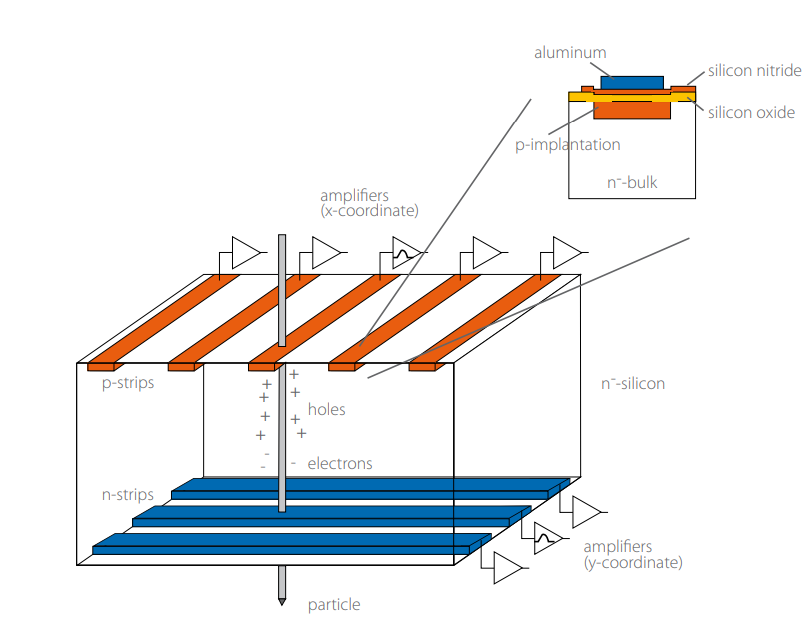 aluminum
silicon nitride
silicon oxide
p-implantation
n⁻-bulk
amplifiers
(x-coordinate)
p-strips
n⁻-silicon
holes
electrons
n-strips
amplifiers
(y-coordinate)
particle